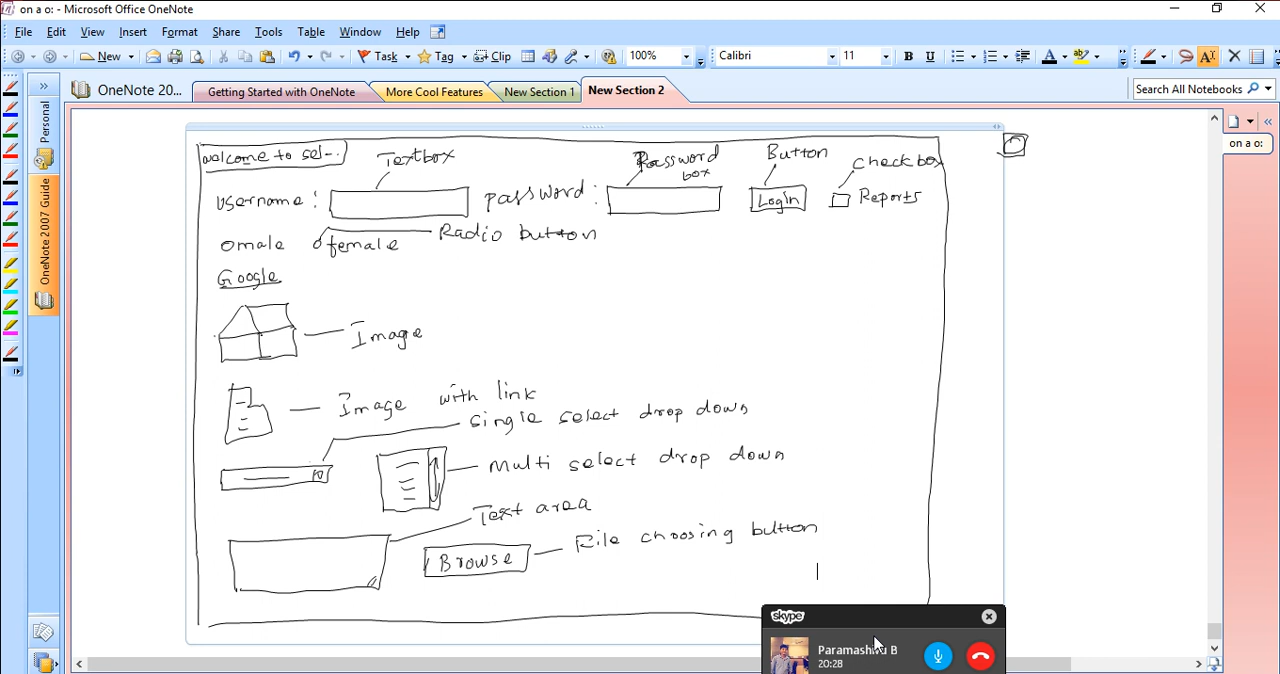 on a o: - Microsoft Office OneNote
File Edit View Insert Format Share Tools Table Window Help
New Task Tag Clip 100% Calibri 11 B U A ab
OneNote 20... Getting Started with OneNote More Cool Features New Section 1 New Section 2 Search All Notebooks
Personal
OneNote 2007 Guide
on a o:
welcome to sel-.. Textbox Password box Button checkbox
username : password : Login Reports
male female Radio button
Google
Image
Image with link
single select drop down
multi select drop down
Text area
Browse File choosing button
skype
Paramashivu B
20:28